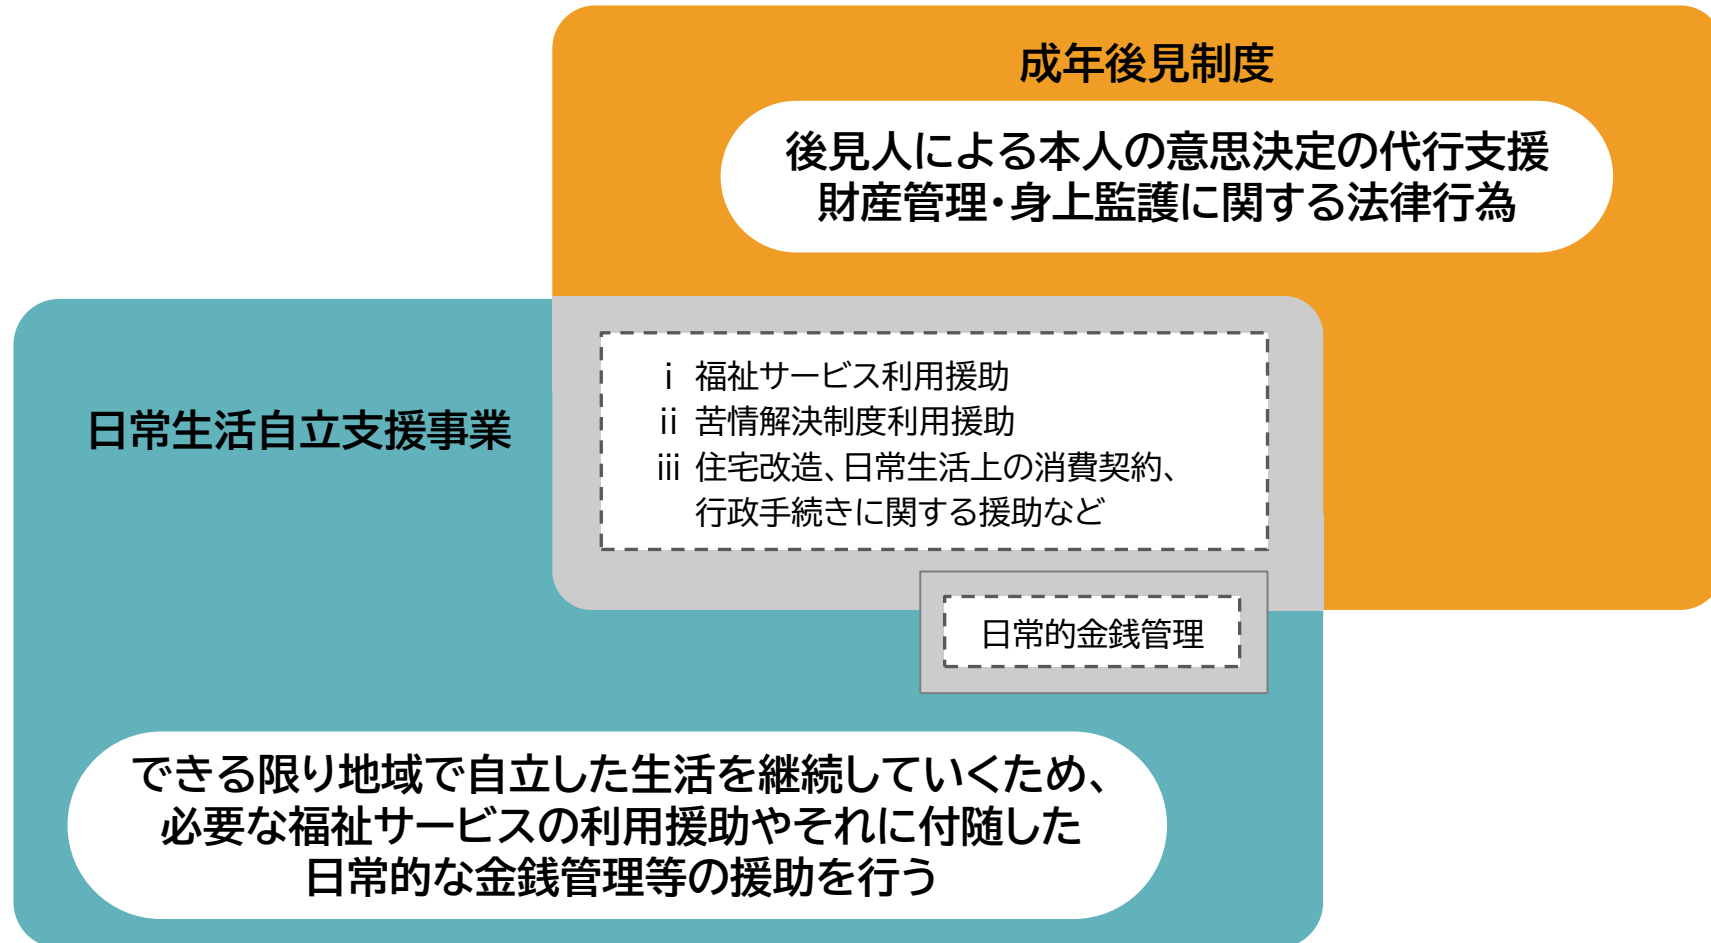 成年後見制度
後見人による本人の意思決定の代行支援
財産管理・身上監護に関する法律行為
日常生活自立支援事業
i 福祉サービス利用援助
ii 苦情解決制度利用援助
iii 住宅改造、日常生活上の消費契約、
行政手続きに関する援助など
日常的金銭管理
できる限り地域で自立した生活を継続していくため、
必要な福祉サービスの利用援助やそれに付随した
日常的な金銭管理等の援助を行う